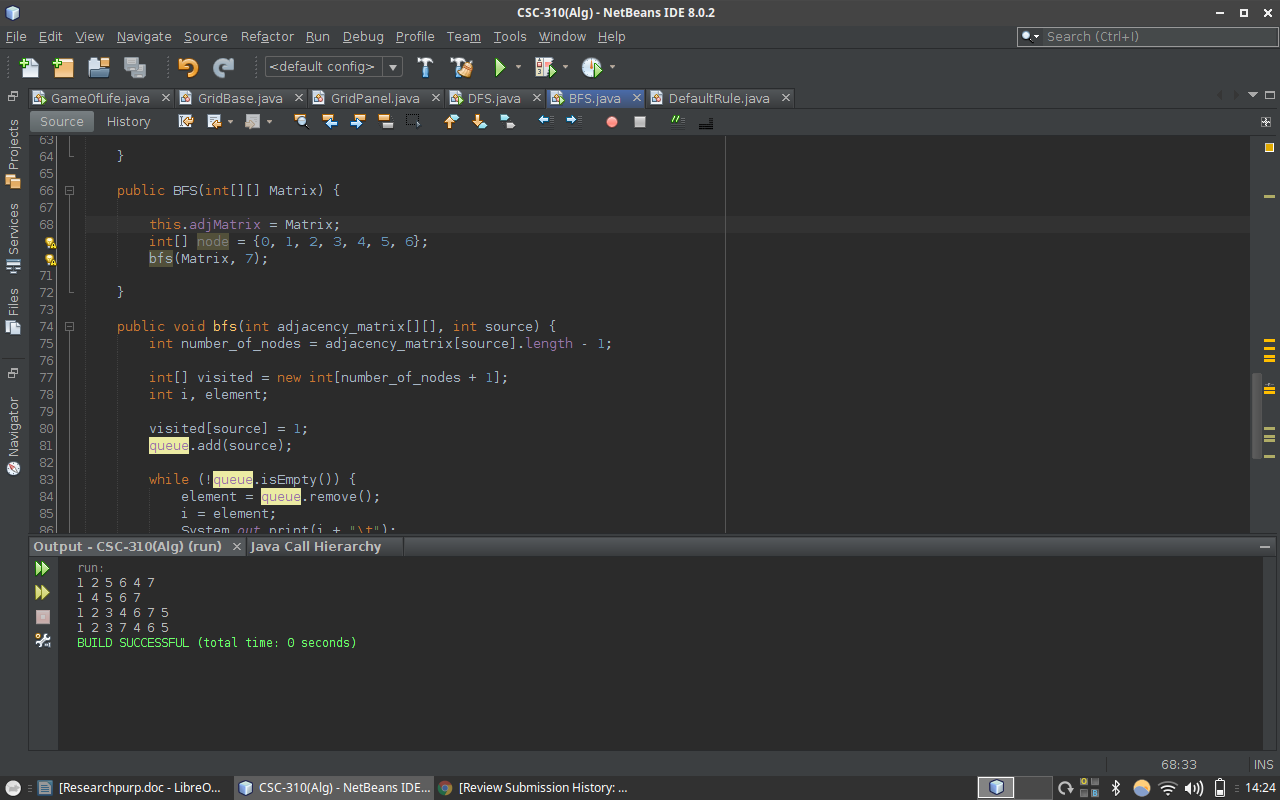 CSC-310(Alg) - NetBeans IDE 8.0.2
File Edit View Navigate Source Refactor Run Debug Profile Team Tools Window Help
Search (Ctrl+I)
<default config>
GameOfLife.java GridBase.java GridPanel.java DFS.java BFS.java DefaultRule.java
Source History
Projects
Services
Files
Navigator
63
64 }
65
66 public BFS(int[][] Matrix) {
67
68 this.adjMatrix = Matrix;
int[] node = {0, 1, 2, 3, 4, 5, 6};
bfs(Matrix, 7);
71
72 }
73
74 public void bfs(int adjacency_matrix[][], int source) {
75 int number_of_nodes = adjacency_matrix[source].length - 1;
76
77 int[] visited = new int[number_of_nodes + 1];
78 int i, element;
79
80 visited[source] = 1;
81 queue.add(source);
82
83 while (!queue.isEmpty()) {
84 element = queue.remove();
85 i = element;
86 System.out.print(i + "\t");
Output - CSC-310(Alg) (run) Java Call Hierarchy
run:
1 2 5 6 4 7
1 4 5 6 7
1 2 3 4 6 7 5
1 2 3 7 4 6 5
BUILD SUCCESSFUL (total time: 0 seconds)
68:33 INS
[Researchpurp.doc - LibreO... CSC-310(Alg) - NetBeans IDE... [Review Submission History: ... 14:24